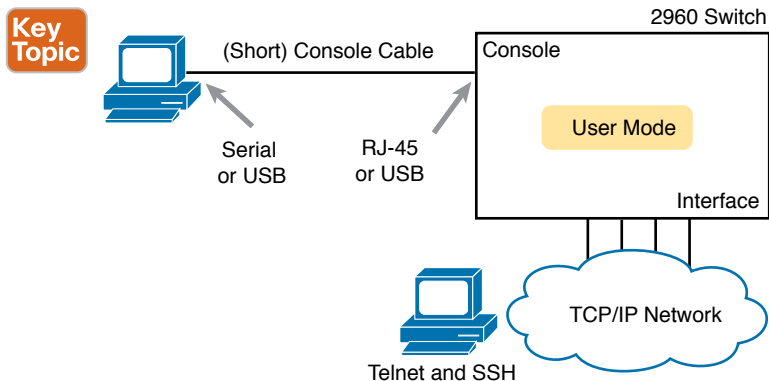 Key
Topic
2960 Switch
(Short) Console Cable
Console
User Mode
Serial
or USB
RJ-45
or USB
Interface
TCP/IP Network
Telnet and SSH